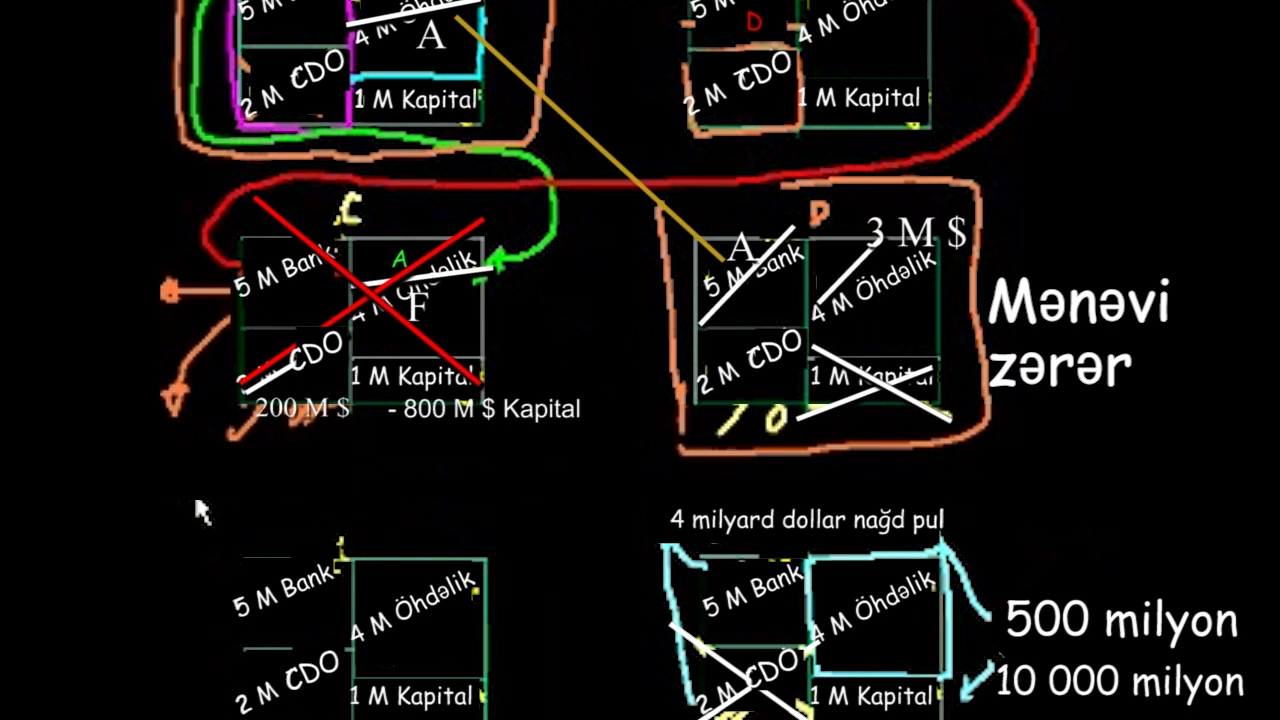 5 M Bank
4 M Öhdəlik
A
2 M CDO
1 M Kapital
5 M
D
4 M Öhdəlik
2 M CDO
1 M Kapital
C
5 M Bank
A
4 M Öhdəlik
F
CDO
1 M Kapital
200 M $
- 800 M $ Kapital
D
3 M $
A
5 M Bank
4 M Öhdəlik
2 M CDO
1 M Kapital
Mənəvi
zərər
5 M Bank
4 M Öhdəlik
2 M CDO
1 M Kapital
4 milyard dollar nağd pul
5 M Bank
4 M Öhdəlik
2 M CDO
1 M Kapital
500 milyon
10 000 milyon